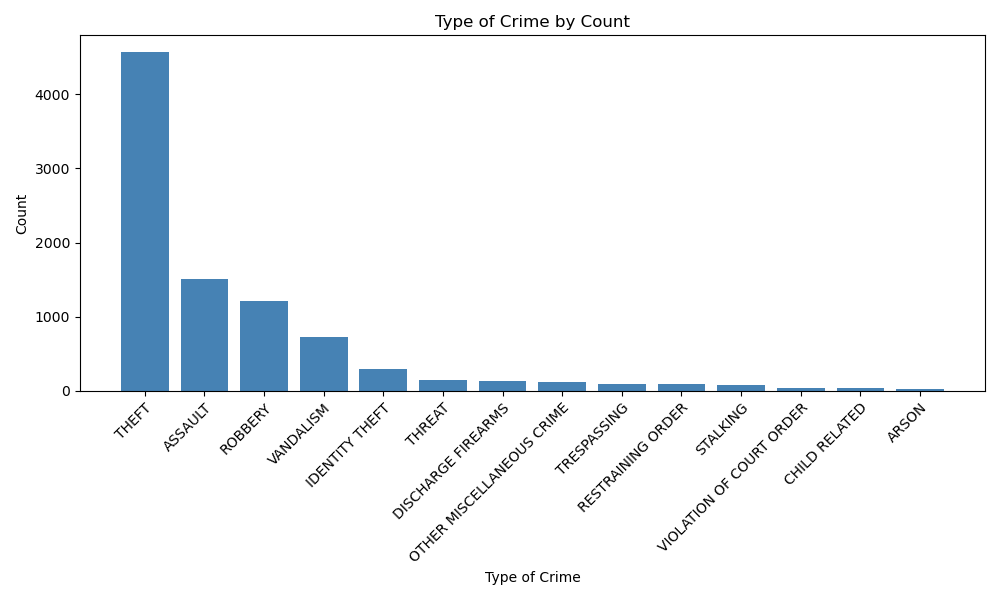 Type of Crime by Count
Count
4000
3000
2000
1000
0
THEFT
ASSAULT
ROBBERY
VANDALISM
IDENTITY THEFT
THREAT
DISCHARGE FIREARMS
OTHER MISCELLANEOUS CRIME
TRESPASSING
RESTRAINING ORDER
STALKING
VIOLATION OF COURT ORDER
CHILD RELATED
ARSON
Type of Crime